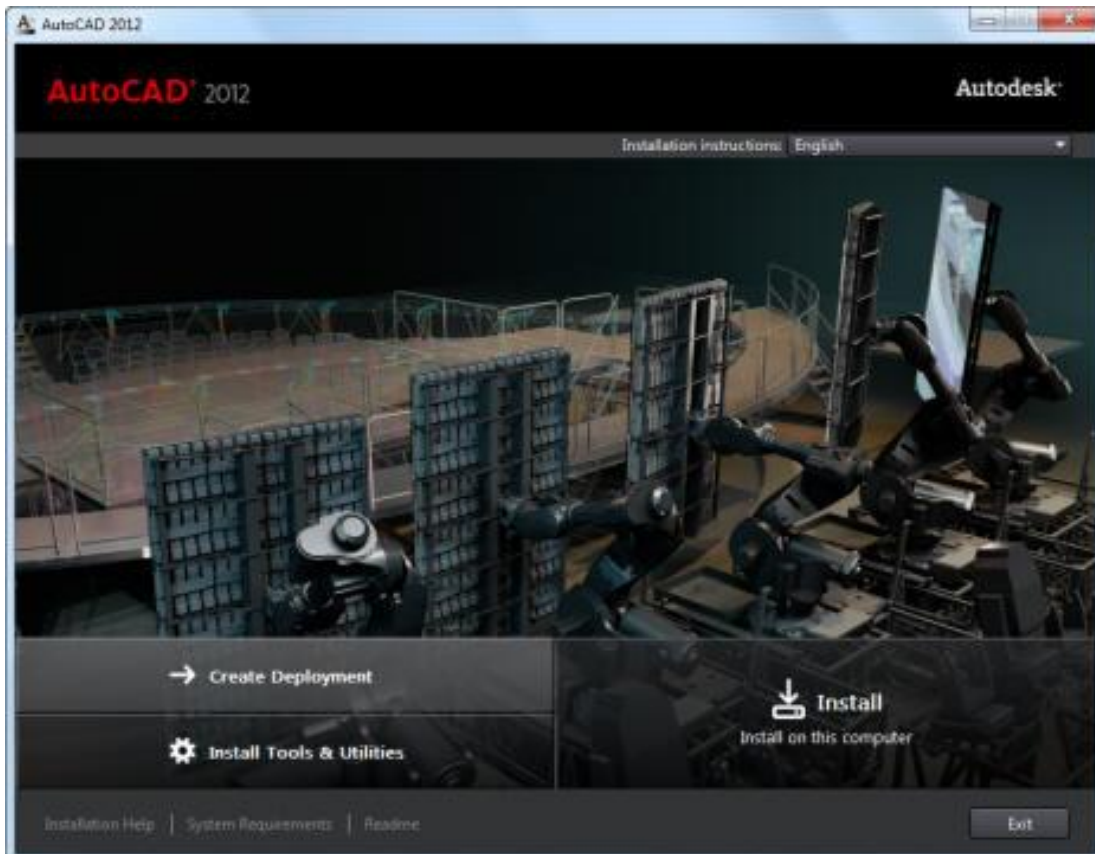 AutoCAD 2012
AutoCAD® 2012
Autodesk®
Installation instructions: English
Create Deployment
Install Tools & Utilities
Install
Install on this computer
Installation Help | System Requirements | Readme
Exit